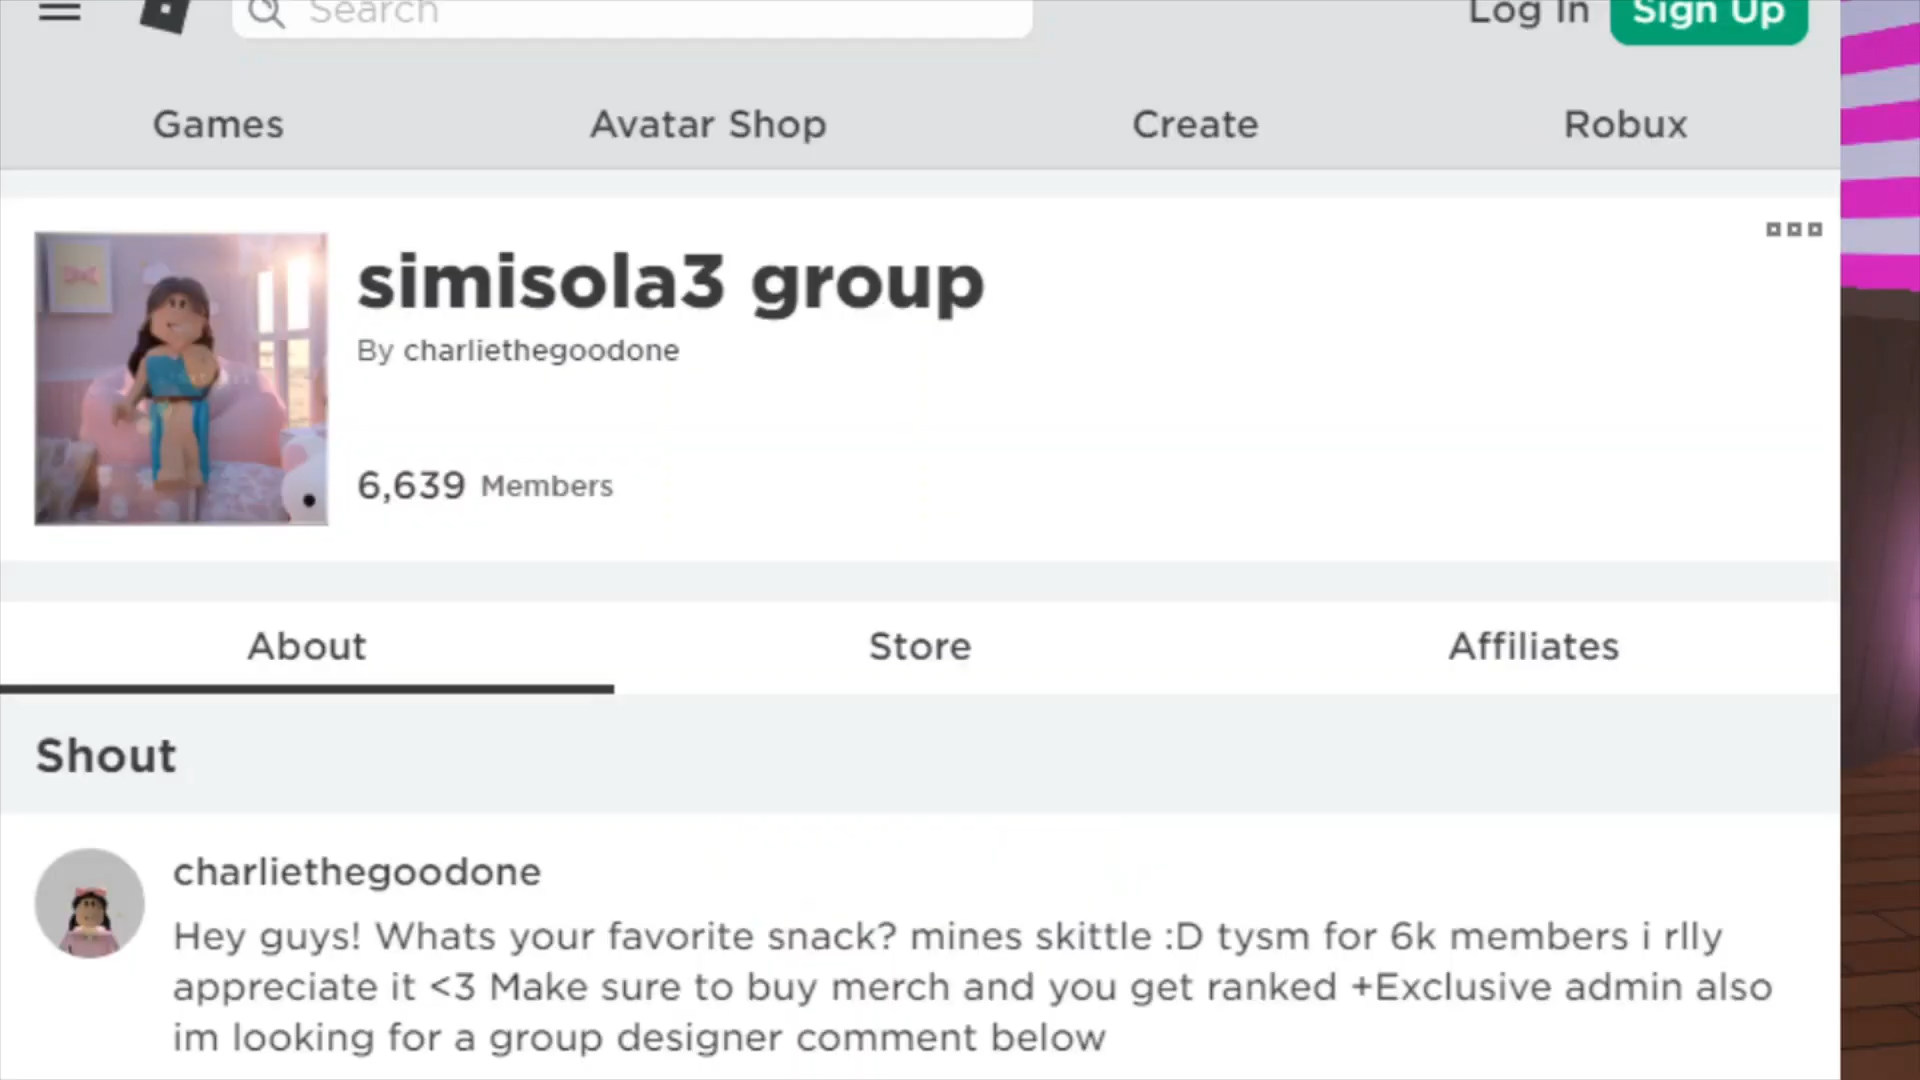 Search
Log In
Sign Up
Games
Avatar Shop
Create
Robux
simisola3 group
By charliethegoodone
6,639 Members
About
Store
Affiliates
Shout
charliethegoodone
Hey guys! Whats your favorite snack? mines skittle :D tysm for 6k members i rlly
appreciate it <3 Make sure to buy merch and you get ranked +Exclusive admin also
im looking for a group designer comment below